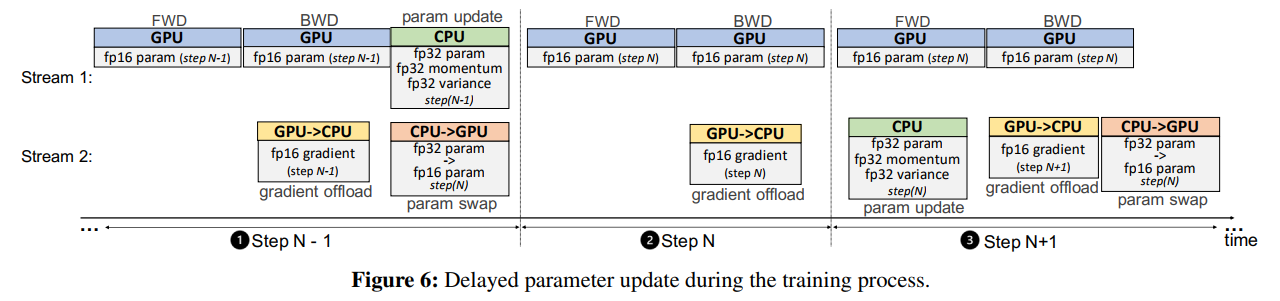 FWD BWD param update FWD BWD FWD BWD
GPU GPU CPU GPU GPU GPU GPU
Stream 1:
fp16 param (step N-1) fp16 param (step N-1) fp32 param fp16 param (step N) fp16 param (step N) fp16 param (step N) fp16 param (step N)
fp32 momentum
fp32 variance
step(N-1)
Stream 2:
GPU->CPU CPU->GPU GPU->CPU CPU GPU->CPU CPU->GPU
fp16 gradient fp32 param fp16 gradient fp32 param fp16 gradient fp32 param
(step N-1) -> (step N) fp32 momentum (step N+1) ->
fp16 param fp32 variance fp16 param
step(N) step(N) step(N)
gradient offload param swap gradient offload param update gradient offload param swap
... ...
1 Step N - 1 2 Step N 3 Step N+1 time
Figure 6: Delayed parameter update during the training process.